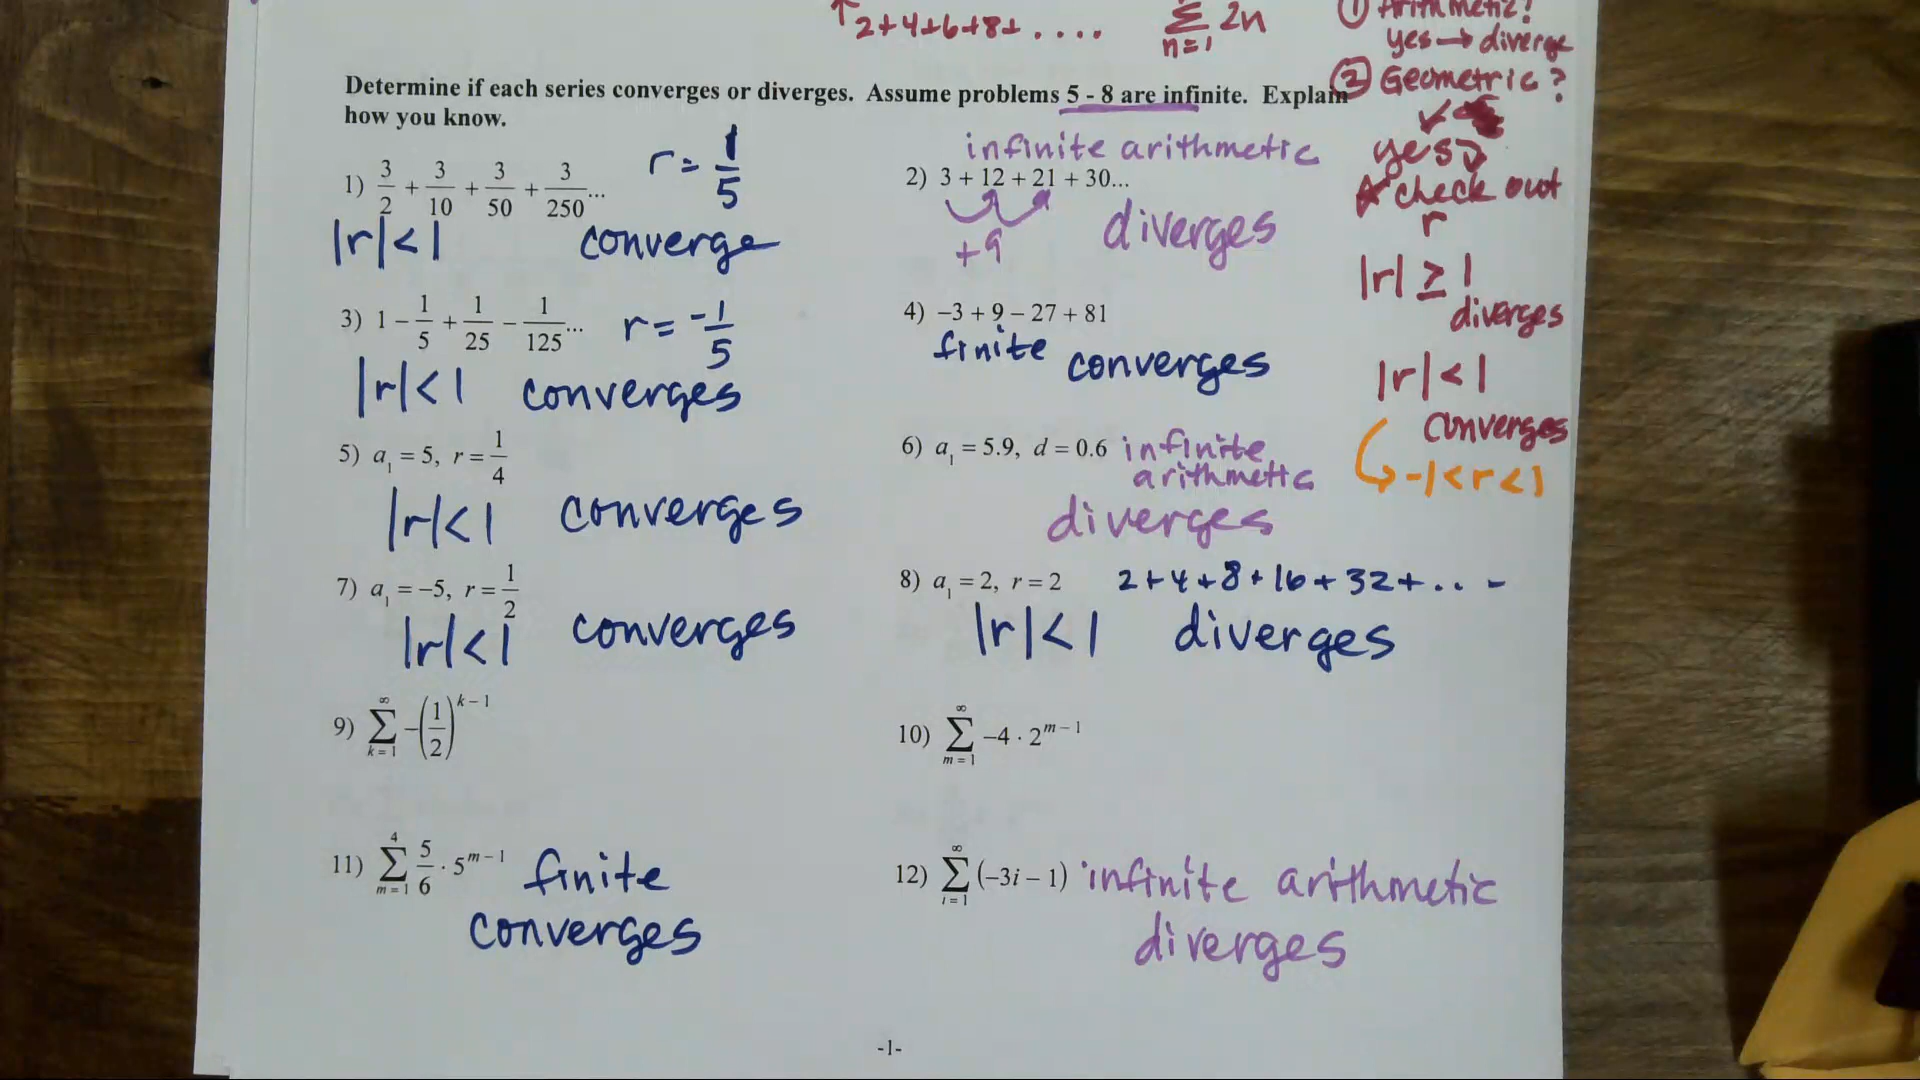 ↑2+4+6+8+.... ∞∑n=1 2n
① Arithmetic?
yes → diverge
② Geometric?
yes
check out
r
|r| ≥ 1
diverges
|r| < 1
converges
-1<r<1
Determine if each series converges or diverges. Assume problems 5 - 8 are infinite. Explain
how you know.
1) 3/2 + 3/10 + 3/50 + 3/250 ... r = 1/5
|r|<1 converge
infinite arithmetic
2) 3 + 12 + 21 + 30...
+9 diverges
3) 1 − 1/5 + 1/25 − 1/125 ... r = -1/5
|r|<1 converges
4) −3 + 9 − 27 + 81
finite converges
5) a₁ = 5, r = 1/4
|r|<1 converges
6) a₁ = 5.9, d = 0.6 infinite
arithmetic
diverges
7) a₁ = −5, r = 1/2
|r|<1 converges
8) a₁ = 2, r = 2 2+4+8+16+32+...
|r|<1 diverges
9) ∞∑k=1 −(1/2)^(k−1)
10) ∞∑m=1 −4 · 2^(m−1)
11) 4∑m=1 5/6 · 5^(m−1) finite
converges
12) ∞∑i=1 (−3i − 1) infinite arithmetic
diverges
-1-